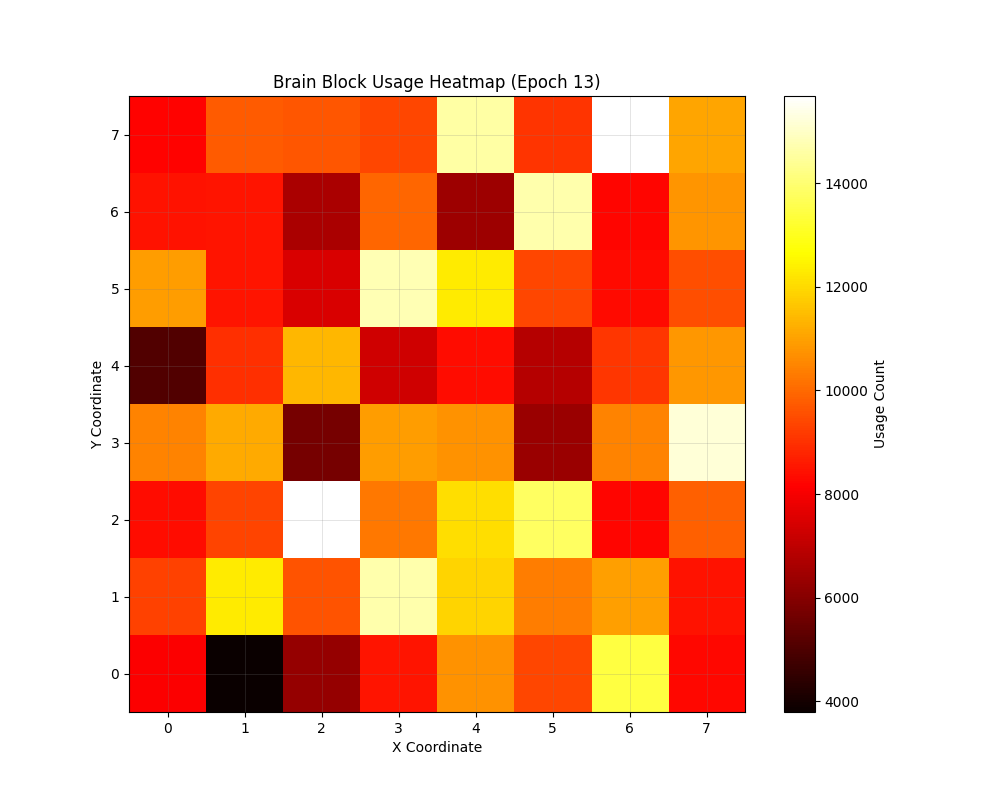 Brain Block Usage Heatmap (Epoch 13)
7
6
5
4
3
2
1
0
Y Coordinate
0 1 2 3 4 5 6 7
X Coordinate
14000
12000
10000
8000
6000
4000
Usage Count